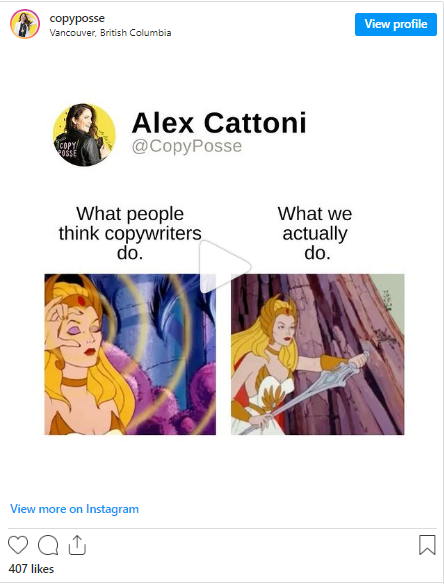 copyposse
Vancouver, British Columbia
View profile
COPY
POSSE
Alex Cattoni
@CopyPosse
What people
think copywriters
do.
What we
actually
do.
View more on Instagram
407 likes